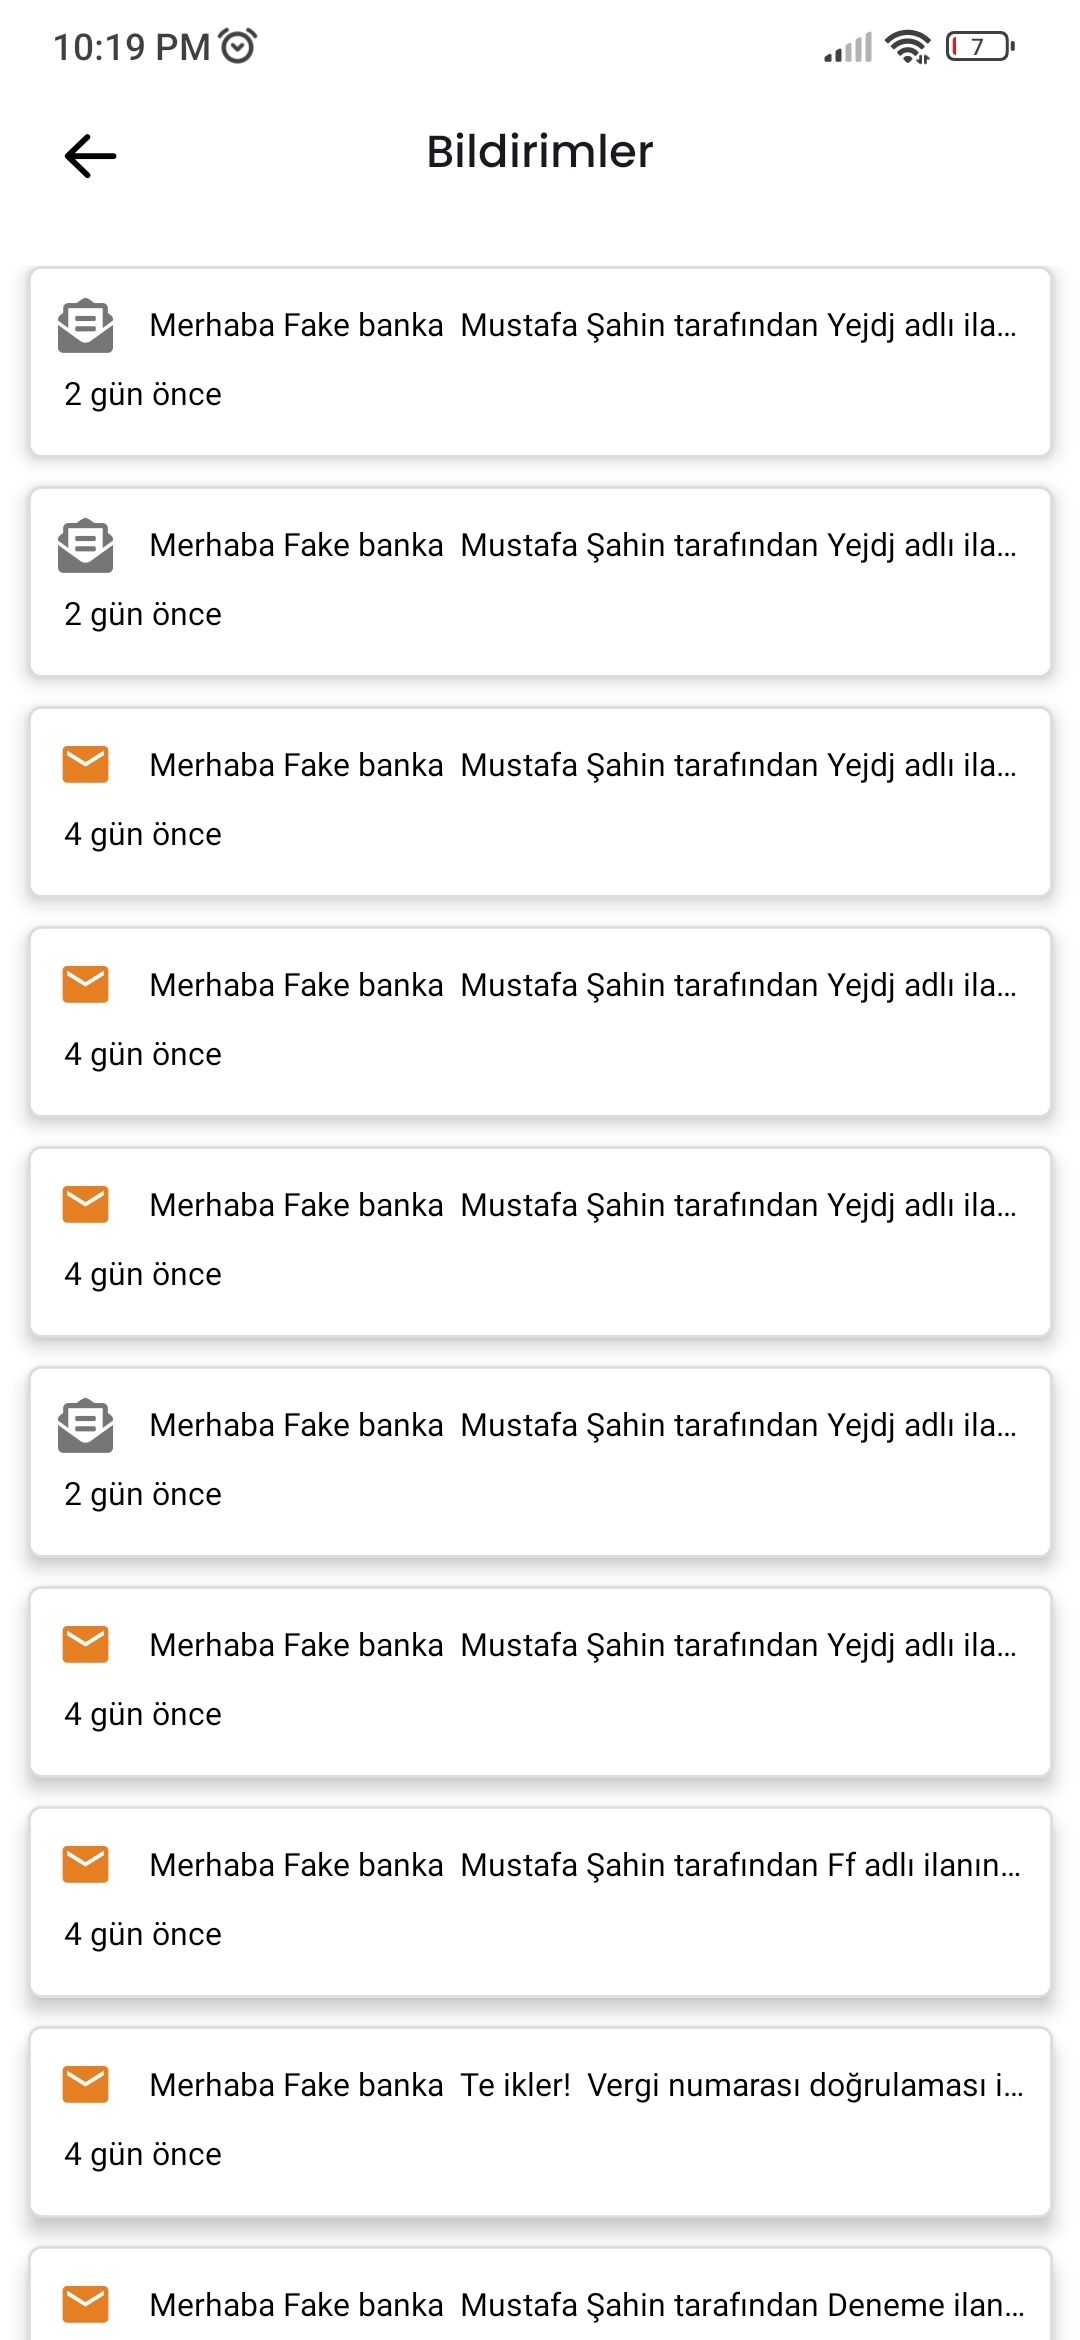 10:19 PM
7
Bildirimler
Merhaba Fake banka  Mustafa Şahin tarafından Yejdj adlı ila...
2 gün önce
Merhaba Fake banka  Mustafa Şahin tarafından Yejdj adlı ila...
2 gün önce
Merhaba Fake banka  Mustafa Şahin tarafından Yejdj adlı ila...
4 gün önce
Merhaba Fake banka  Mustafa Şahin tarafından Yejdj adlı ila...
4 gün önce
Merhaba Fake banka  Mustafa Şahin tarafından Yejdj adlı ila...
4 gün önce
Merhaba Fake banka  Mustafa Şahin tarafından Yejdj adlı ila...
2 gün önce
Merhaba Fake banka  Mustafa Şahin tarafından Yejdj adlı ila...
4 gün önce
Merhaba Fake banka  Mustafa Şahin tarafından Ff adlı ilanın...
4 gün önce
Merhaba Fake banka  Te ikler!  Vergi numarası doğrulaması i...
4 gün önce
Merhaba Fake banka  Mustafa Şahin tarafından Deneme ilan...